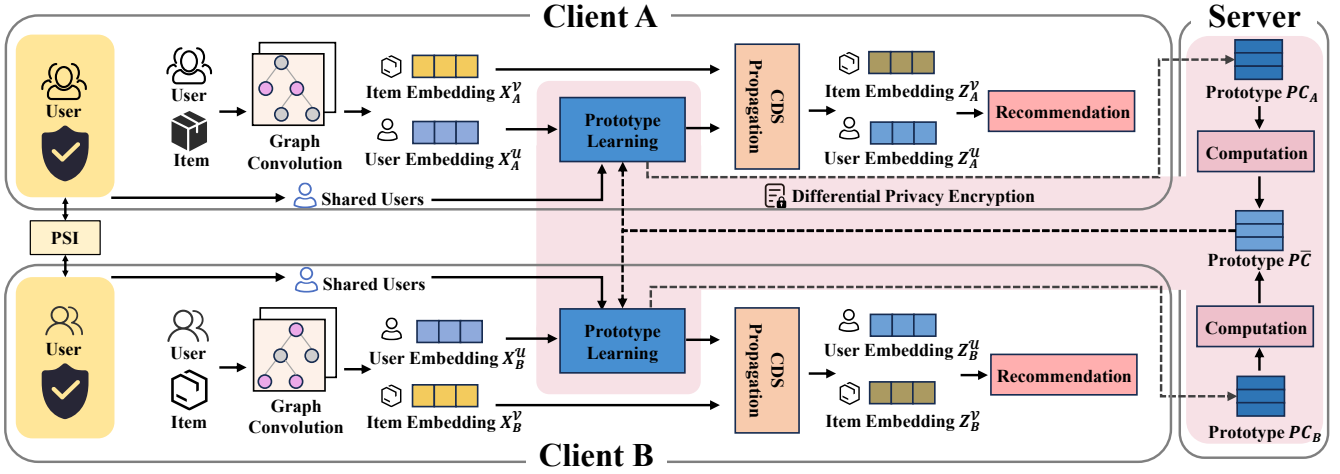 Client A
Server
User
User
Item
Graph
Convolution
Item Embedding X_A^𝒱
User Embedding X_A^𝒰
Shared Users
Prototype
Learning
CDS
Propagation
Item Embedding Z_A^𝒱
User Embedding Z_A^𝒰
Recommendation
Differential Privacy Encryption
Prototype PC_A
Computation
PSI
Prototype PC̅
User
User
Item
Graph
Convolution
Shared Users
User Embedding X_B^𝒰
Item Embedding X_B^𝒱
Prototype
Learning
CDS
Propagation
User Embedding Z_B^𝒰
Item Embedding Z_B^𝒱
Recommendation
Computation
Prototype PC_B
Client B